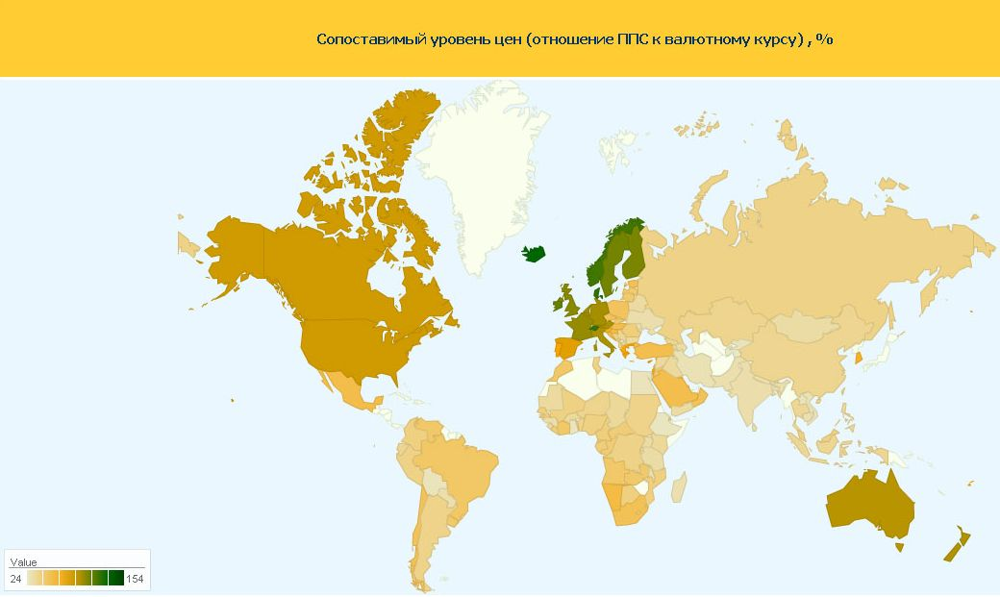 Сопоставимый уровень цен (отношение ППС к валютному курсу) , %
Value
24 154